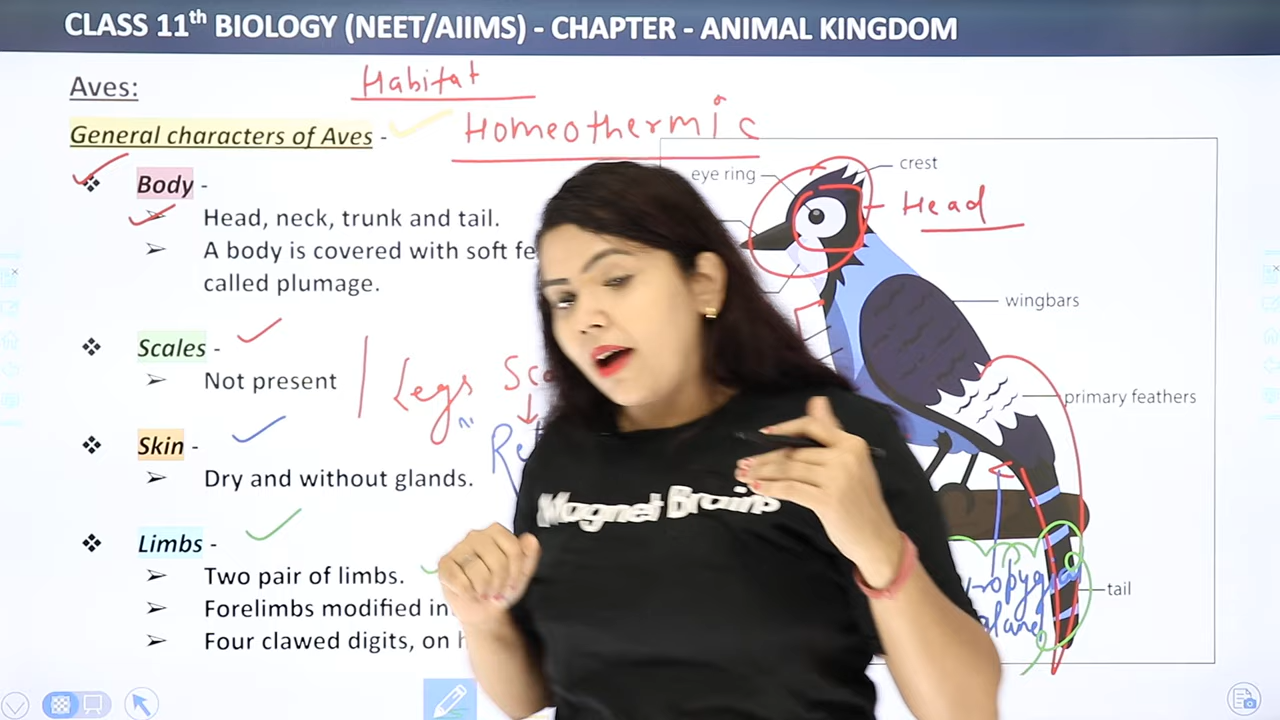 CLASS 11th BIOLOGY (NEET/AIIMS) - CHAPTER - ANIMAL KINGDOM
Aves:
Habitat
General characters of Aves -
Homeothermic
Body -
Head, neck, trunk and tail.
A body is covered with soft fe
called plumage.
Scales -
Not present
Legs Sca
Skin -
Dry and without glands.
Limbs -
Two pair of limbs.
Forelimbs modified in
Four clawed digits, on h
eye ring
crest
Head
wingbars
primary feathers
tail
Magnet Brains